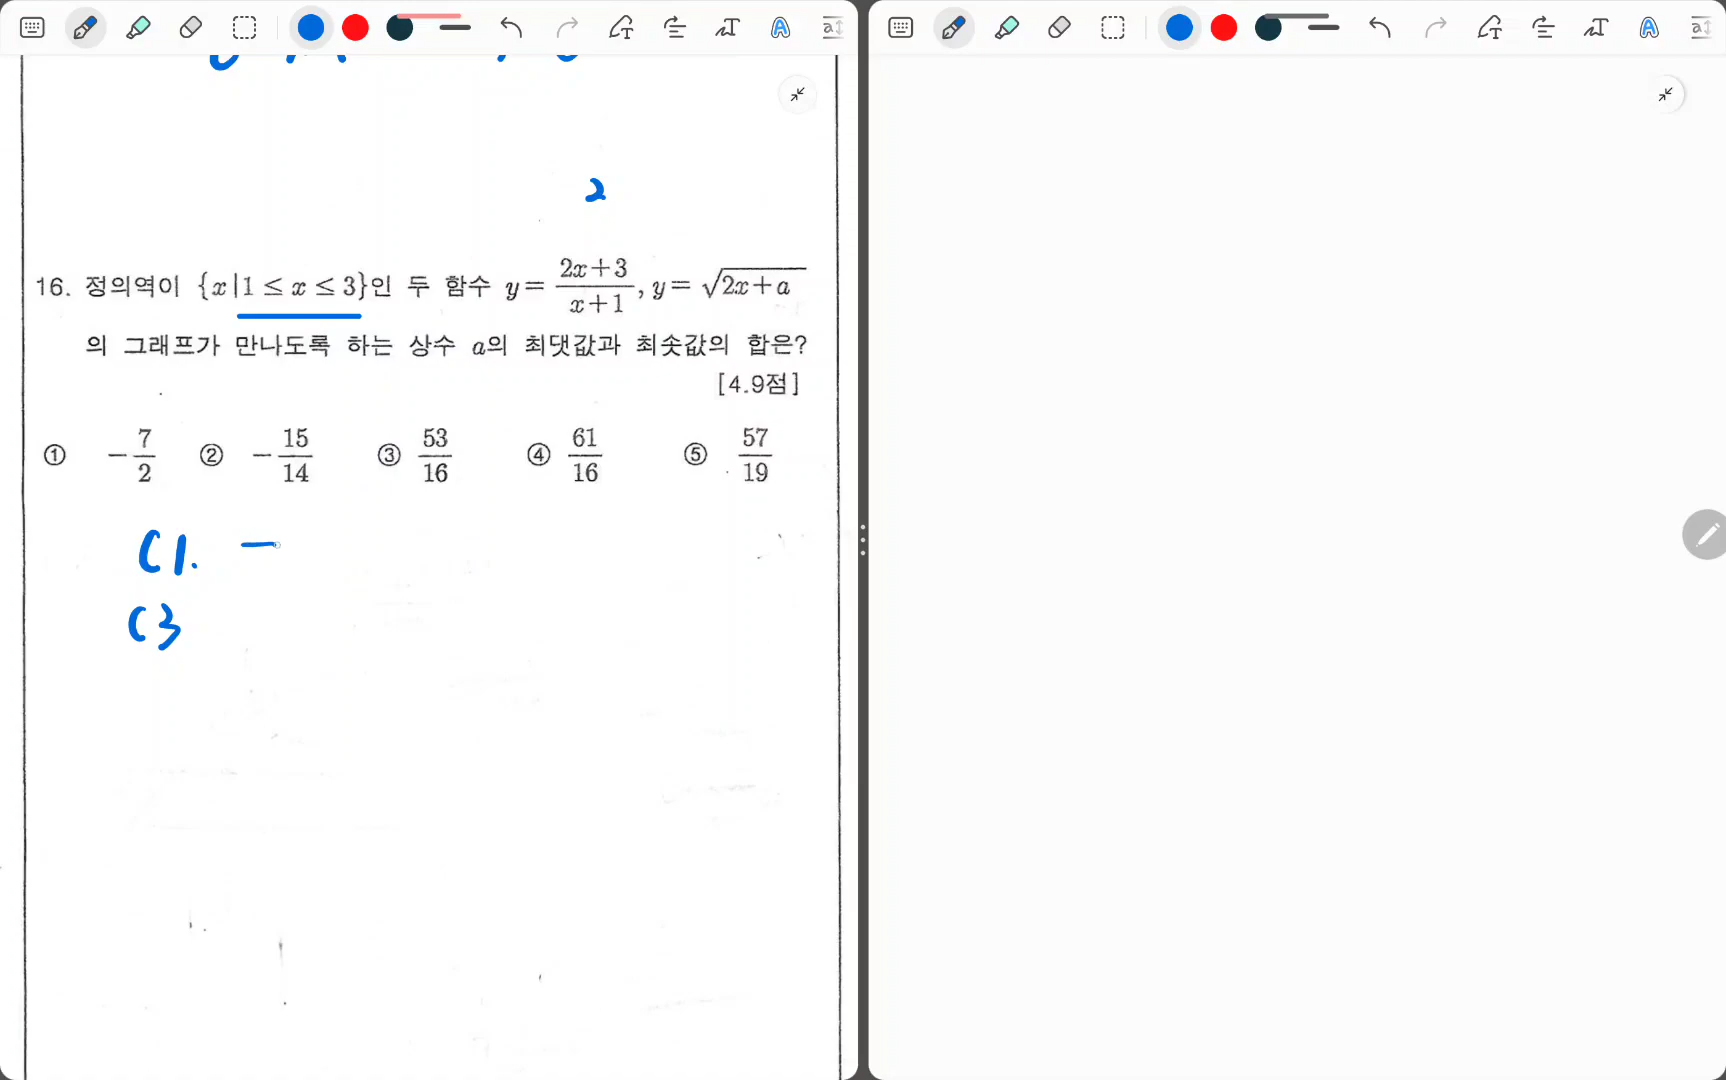 2
16. 정의역이 {x|1 ≤ x ≤ 3}인 두 함수 y = (2x+3)/(x+1), y = √(2x+a)
의 그래프가 만나도록 하는 상수 a의 최댓값과 최솟값의 합은?
[4.9점]
① -7/2 ② -15/14 ③ 53/16 ④ 61/16 ⑤ 57/19
(1.
(3